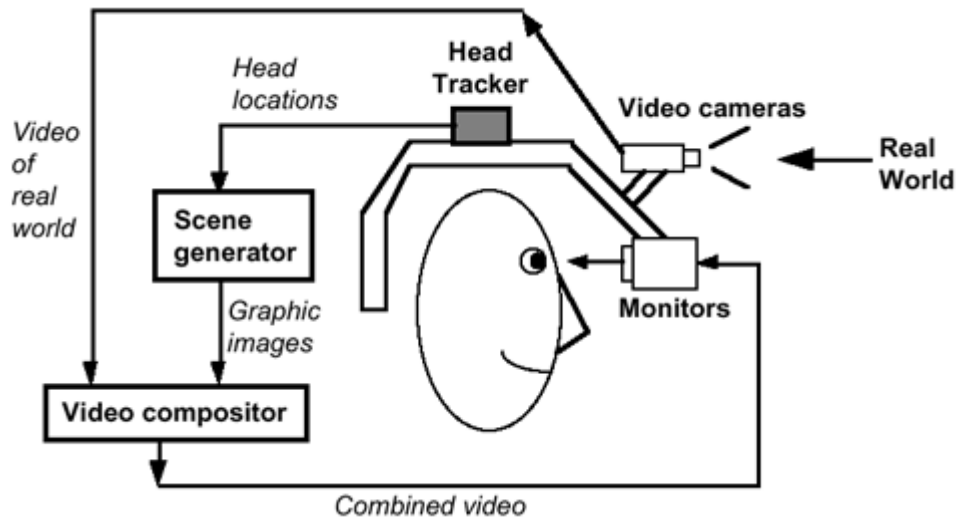 Head
Tracker
Head
locations
Video cameras
Video
of
real
world
Real
World
Scene
generator
Monitors
Graphic
images
Video compositor
Combined video